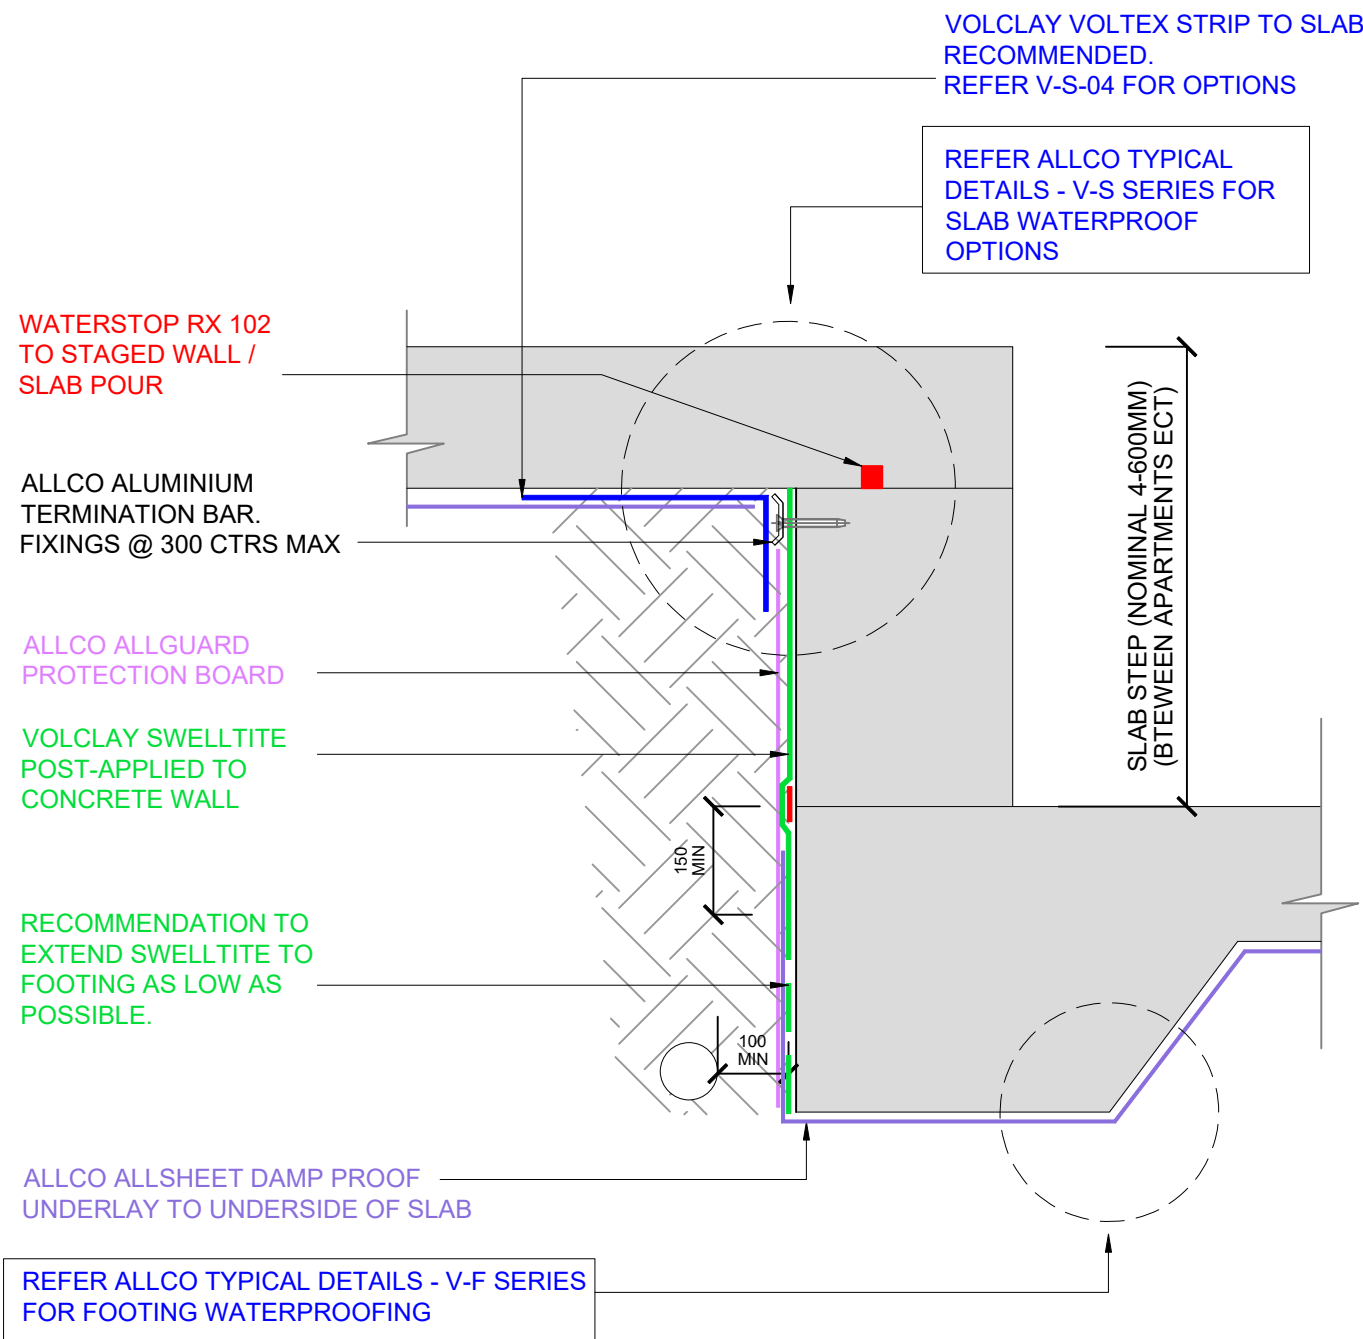 VOLCLAY VOLTEX STRIP TO SLAB
RECOMMENDED.
REFER V-S-04 FOR OPTIONS
REFER ALLCO TYPICAL
DETAILS - V-S SERIES FOR
SLAB WATERPROOF
OPTIONS
WATERSTOP RX 102
TO STAGED WALL /
SLAB POUR
ALLCO ALUMINIUM
TERMINATION BAR.
FIXINGS @ 300 CTRS MAX
SLAB STEP (NOMINAL 4-600MM)
(BTEWEEN APARTMENTS ECT)
ALLCO ALLGUARD
PROTECTION BOARD
VOLCLAY SWELLTITE
POST-APPLIED TO
CONCRETE WALL
150
MIN
RECOMMENDATION TO
EXTEND SWELLTITE TO
FOOTING AS LOW AS
POSSIBLE.
100
MIN
ALLCO ALLSHEET DAMP PROOF
UNDERLAY TO UNDERSIDE OF SLAB
REFER ALLCO TYPICAL DETAILS - V-F SERIES
FOR FOOTING WATERPROOFING